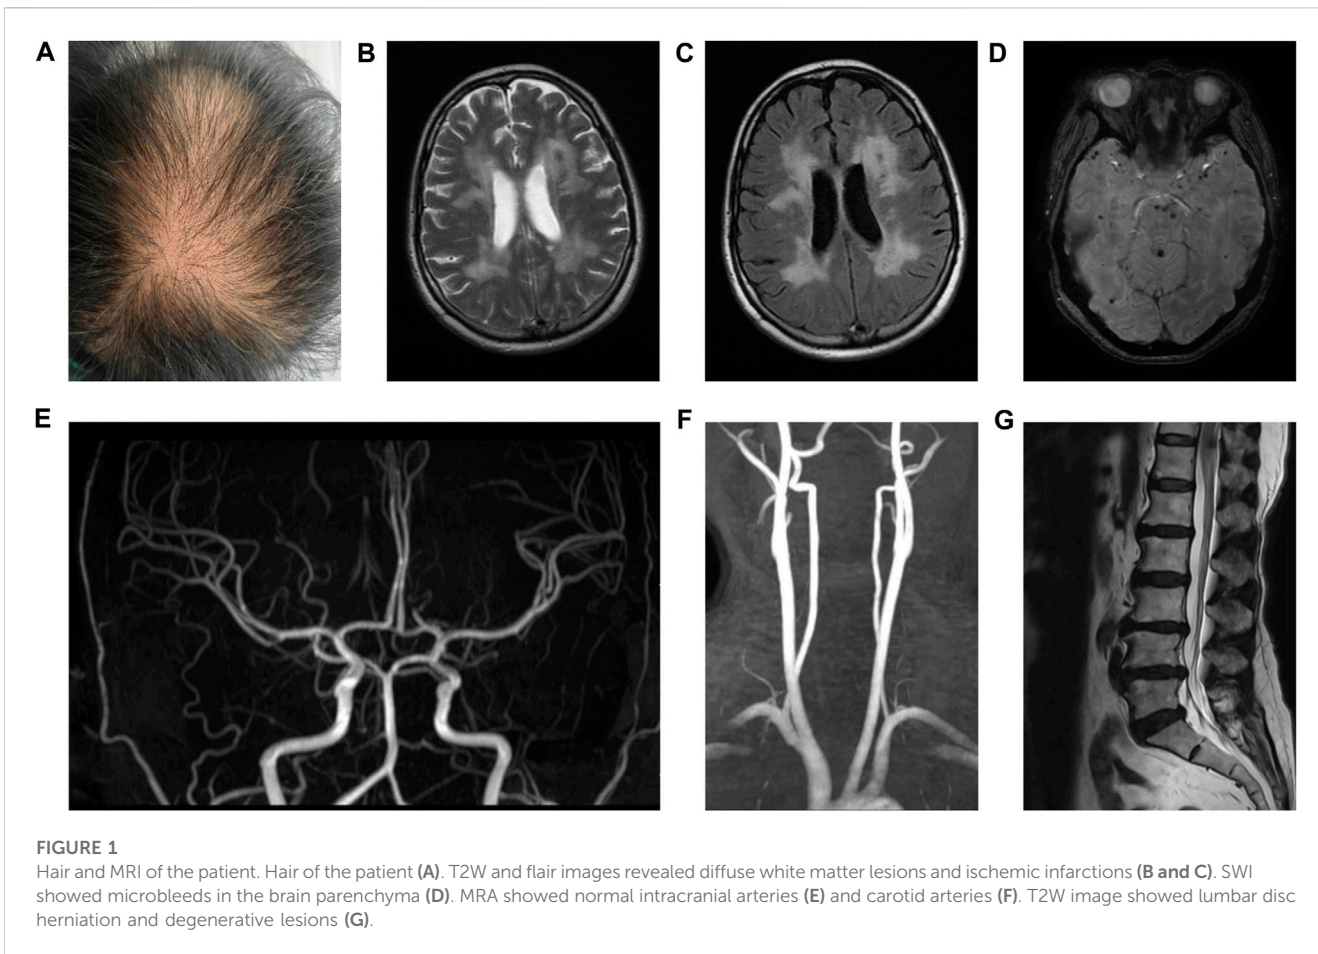 A
B
C
D
E
F
G
FIGURE 1
Hair and MRI of the patient. Hair of the patient (A). T2W and flair images revealed diffuse white matter lesions and ischemic infarctions (B and C). SWI
showed microbleeds in the brain parenchyma (D). MRA showed normal intracranial arteries (E) and carotid arteries (F). T2W image showed lumbar disc
herniation and degenerative lesions (G).